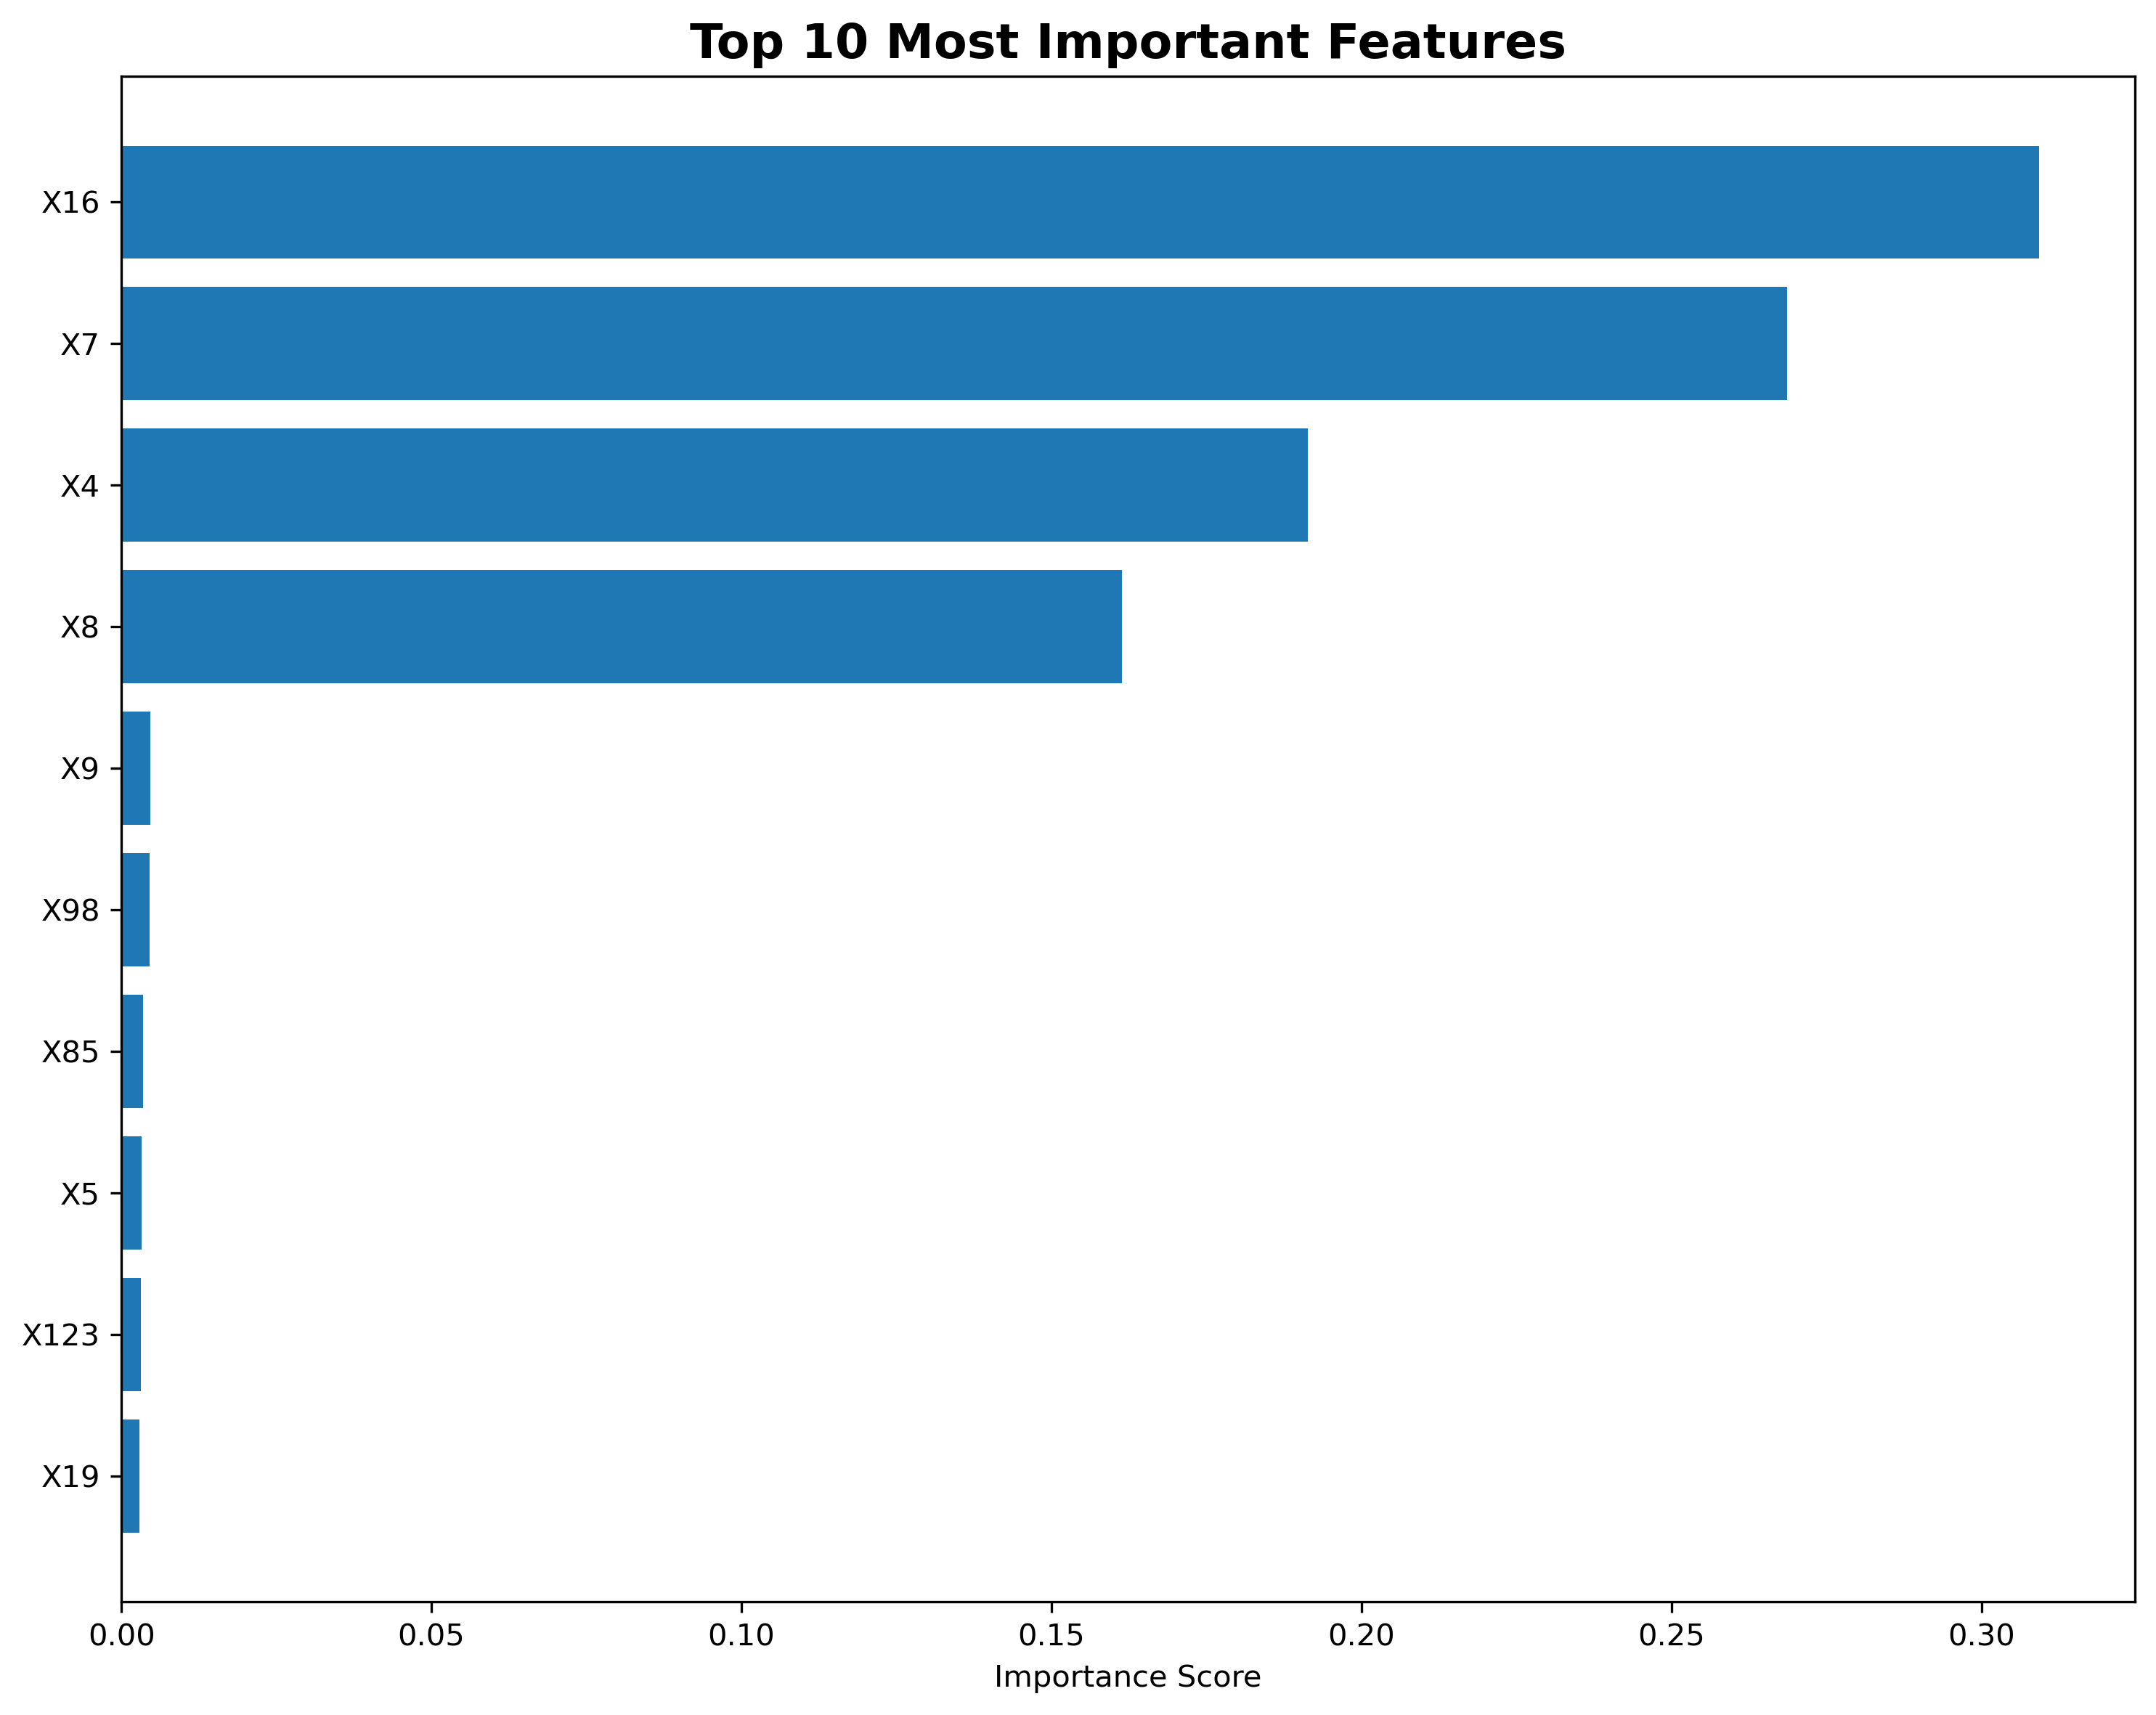 Top 10 Most Important Features
X16
X7
X4
X8
X9
X98
X85
X5
X123
X19
0.00 0.05 0.10 0.15 0.20 0.25 0.30
Importance Score